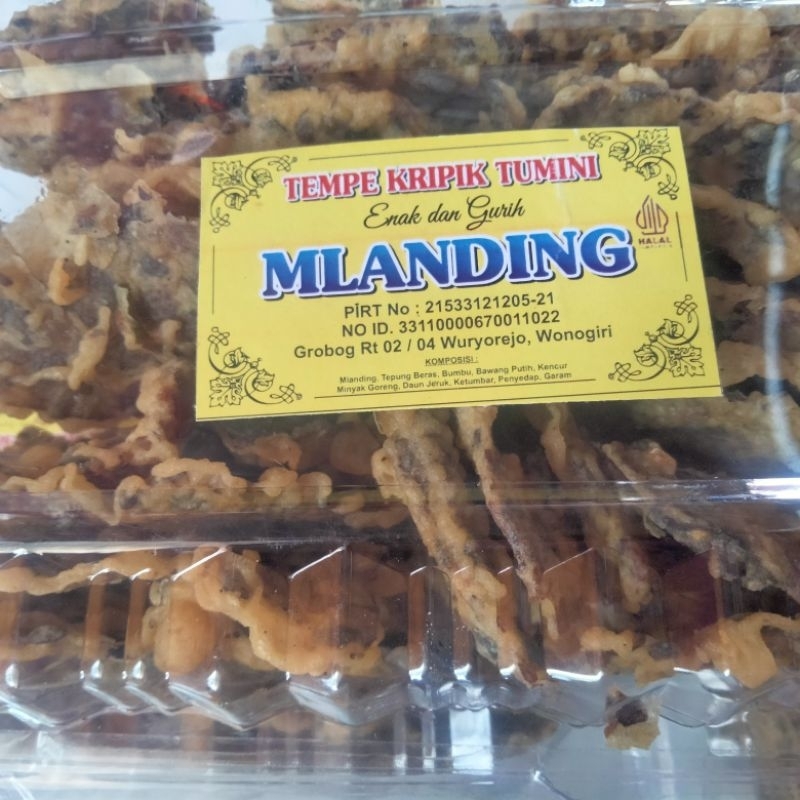 TEMPE KRIPIK TUMINI
Enak dan Gurih
MLANDING
HALAL
PiRT No : 21533121205-21
NO ID. 33110000670011022
Grobog Rt 02 / 04 Wuryorejo, Wonogiri
KOMPOSISI :
Mlanding, Tepung Beras, Bumbu, Bawang Putih, Kencur
Minyak Goreng, Daun Jeruk, Ketumbar, Penyedap, Garam